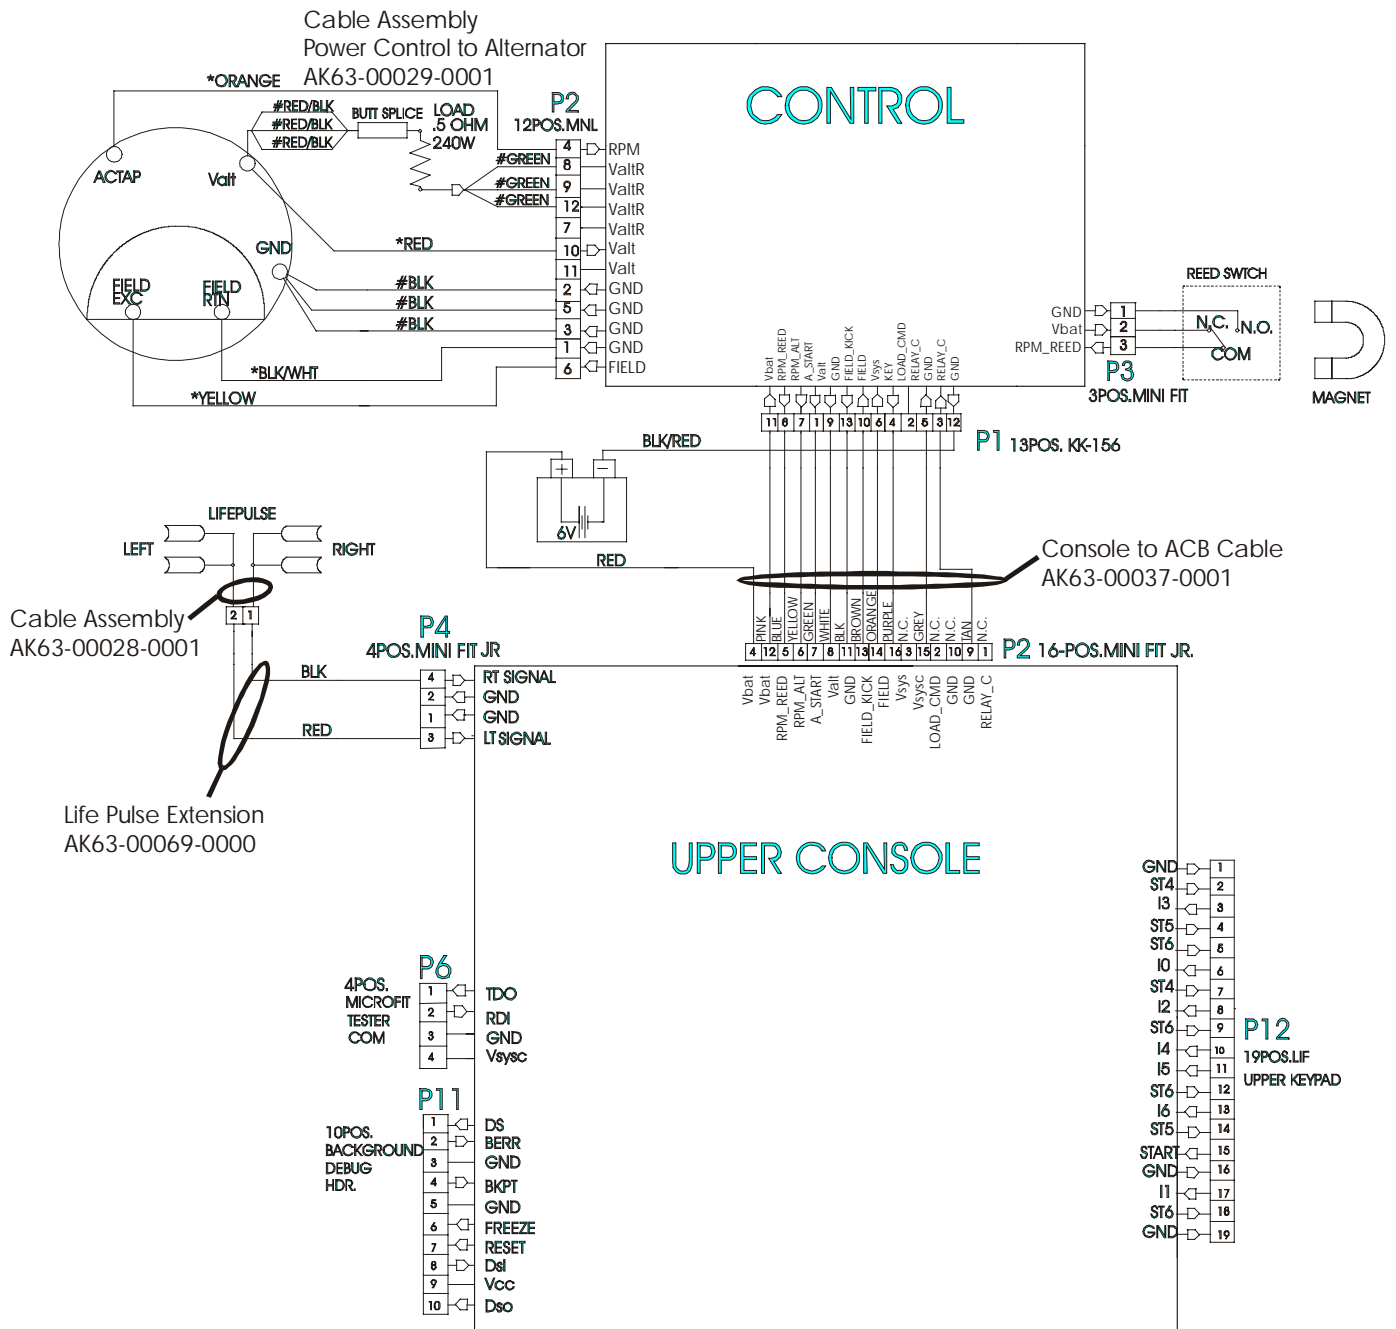 Cable Assembly
Power Control to Alternator
AK63-00029-0001
*ORANGE
#RED/BLK
#RED/BLK
#RED/BLK
BUTT SPLICE
LOAD
.5 OHM
240W
P2
12POS.MNL
CONTROL
ACTAP
Valt
GND
FIELD
EXC
FIELD
RTN
#GREEN
#GREEN
#GREEN
*RED
#BLK
#BLK
#BLK
*BLK/WHT
*YELLOW
4 RPM
8 ValtR
9 ValtR
12 ValtR
7 ValtR
10 Valt
11 Valt
2 GND
5 GND
3 GND
1 GND
6 FIELD
REED SWTCH
GND 1
Vbat 2
RPM_REED 3
N.C.
N.O.
COM
P3
3POS.MINI FIT
MAGNET
Vbat
RPM_REED
RPM_ALT
A_START
Valt
GND
FIELD_KICK
FIELD
Vsys
KEY
LOAD_CMD
RELAY_C
GND
RELAY_C
GND
11 8 7 1 9 13 10 6 4 2 5 3 12
P1 13POS. KK-156
BLK/RED
+
–
6V
RED
LIFEPULSE
LEFT
RIGHT
Console to ACB Cable
AK63-00037-0001
Cable Assembly
AK63-00028-0001
2 1
PINK
BLUE
YELLOW
GREEN
WHITE
BLK
BROWN
ORANGE
PURPLE
N.C.
GREY
N.C.
N.C.
TAN
N.C.
4 12 5 6 7 8 11 13 14 16 3 15 2 10 9 1
P2 16-POS.MINI FIT JR.
Vbat
Vbat
RPM_REED
RPM_ALT
A_START
Valt
GND
FIELD_KICK
FIELD
Vsys
Vsysc
LOAD_CMD
GND
GND
RELAY_C
P4
4POS.MINI FIT JR
BLK
RED
4 RT SIGNAL
2 GND
1 GND
3 LT SIGNAL
Life Pulse Extension
AK63-00069-0000
UPPER CONSOLE
P6
4POS.
MICROFIT
TESTER
COM
1 TDO
2 RDI
3 GND
4 Vsysc
P11
10POS.
BACKGROUND
DEBUG
HDR.
1 DS
2 BERR
3 GND
4 BKPT
5 GND
6 FREEZE
7 RESET
8 DsI
9 Vcc
10 Dso
GND 1
ST4 2
I3 3
ST5 4
ST6 5
I0 6
ST4 7
I2 8
ST6 9
I4 10
I5 11
ST6 12
I6 13
ST5 14
START 15
GND 16
I1 17
ST6 18
GND 19
P12
19POS.LIF
UPPER KEYPAD